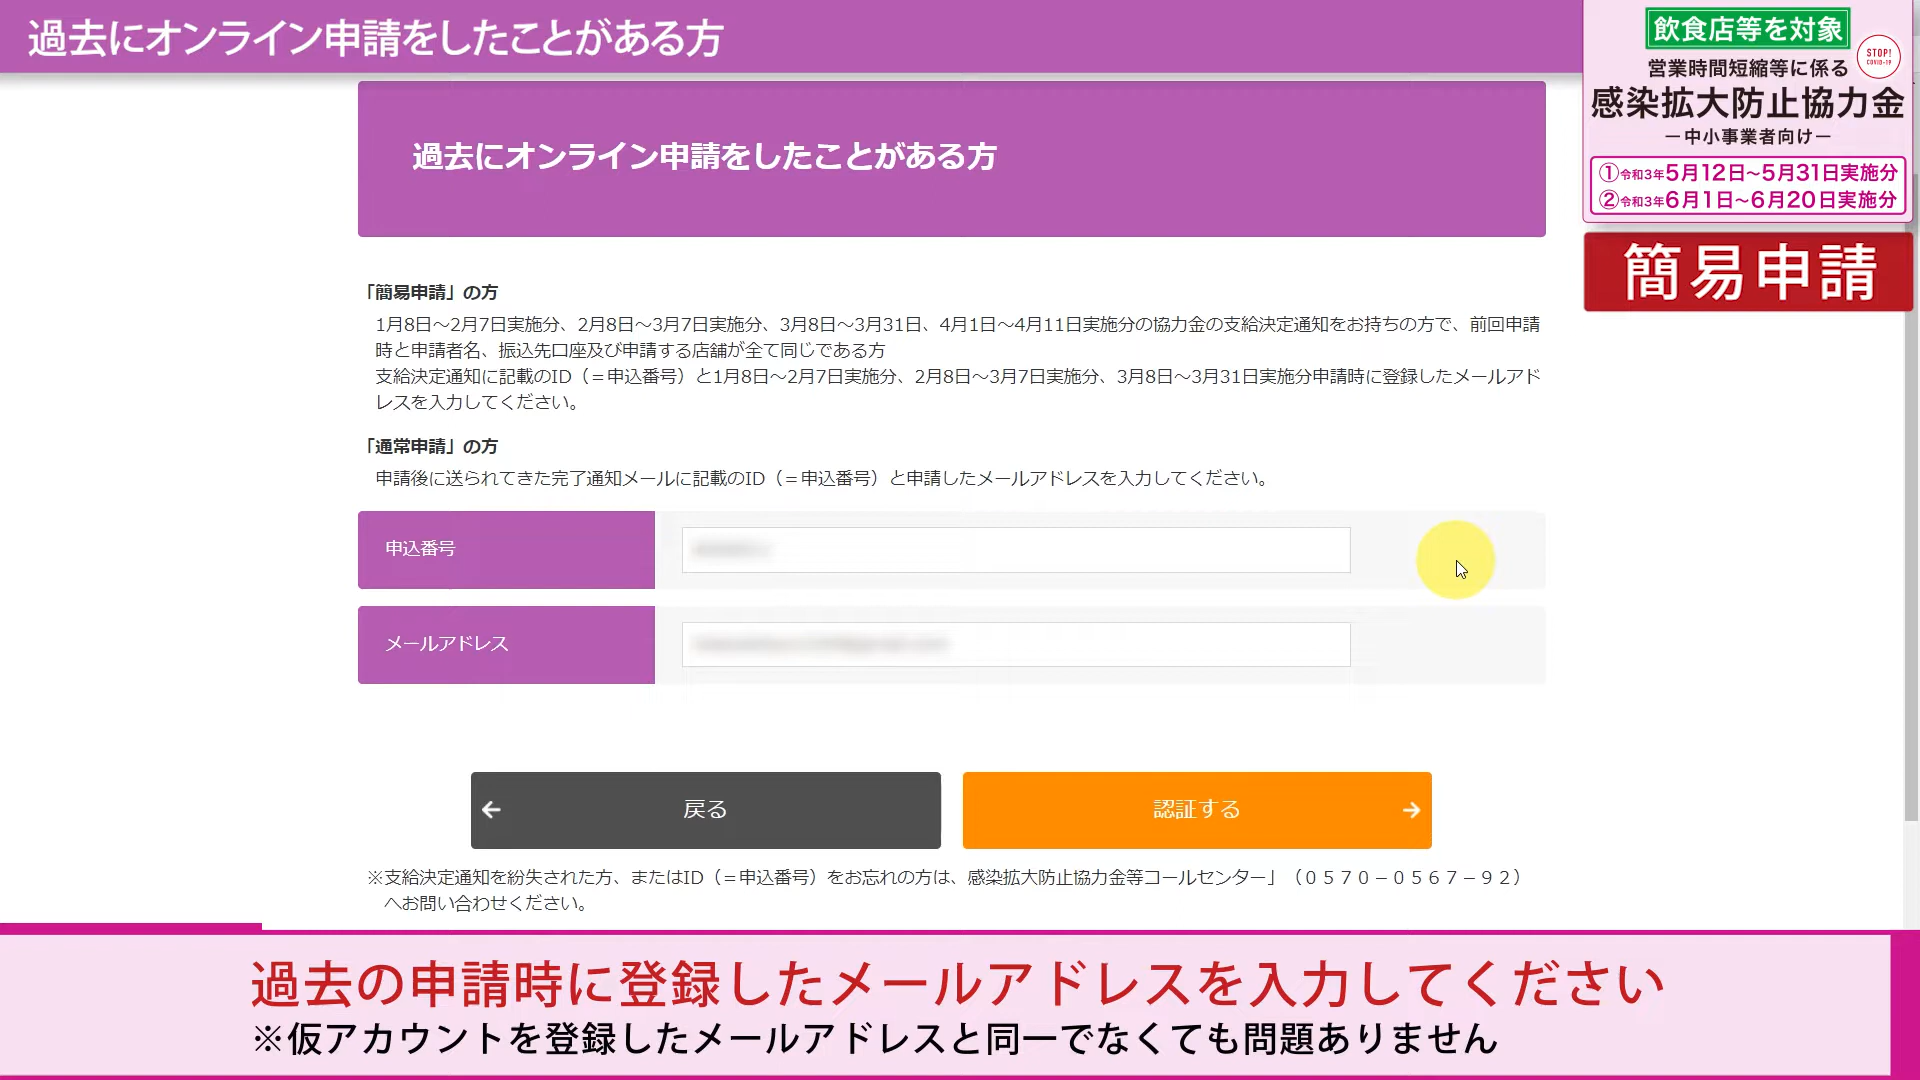 過去にオンライン申請をしたことがある方
飲食店等を対象
営業時間短縮等に係る
STOP!
COVID-19
感染拡大防止協力金
―中小事業者向け―
①令和3年5月12日~5月31日実施分
②令和3年6月1日~6月20日実施分
簡易申請
過去にオンライン申請をしたことがある方
「簡易申請」の方
1月8日～2月7日実施分、2月8日～3月7日実施分、3月8日～3月31日、4月1日～4月11日実施分の協力金の支給決定通知をお持ちの方で、前回申請
時と申請者名、振込先口座及び申請する店舗が全て同じである方
支給決定通知に記載のID（＝申込番号）と1月8日～2月7日実施分、2月8日～3月7日実施分、3月8日～3月31日実施分申請時に登録したメールアド
レスを入力してください。
「通常申請」の方
申請後に送られてきた完了通知メールに記載のID（＝申込番号）と申請したメールアドレスを入力してください。
申込番号
メールアドレス
戻る
認証する
※支給決定通知を紛失された方、またはID（＝申込番号）をお忘れの方は、感染拡大防止協力金等コールセンター」（０５７０－０５６７－９２）
へお問い合わせください。
過去の申請時に登録したメールアドレスを入力してください
※仮アカウントを登録したメールアドレスと同一でなくても問題ありません